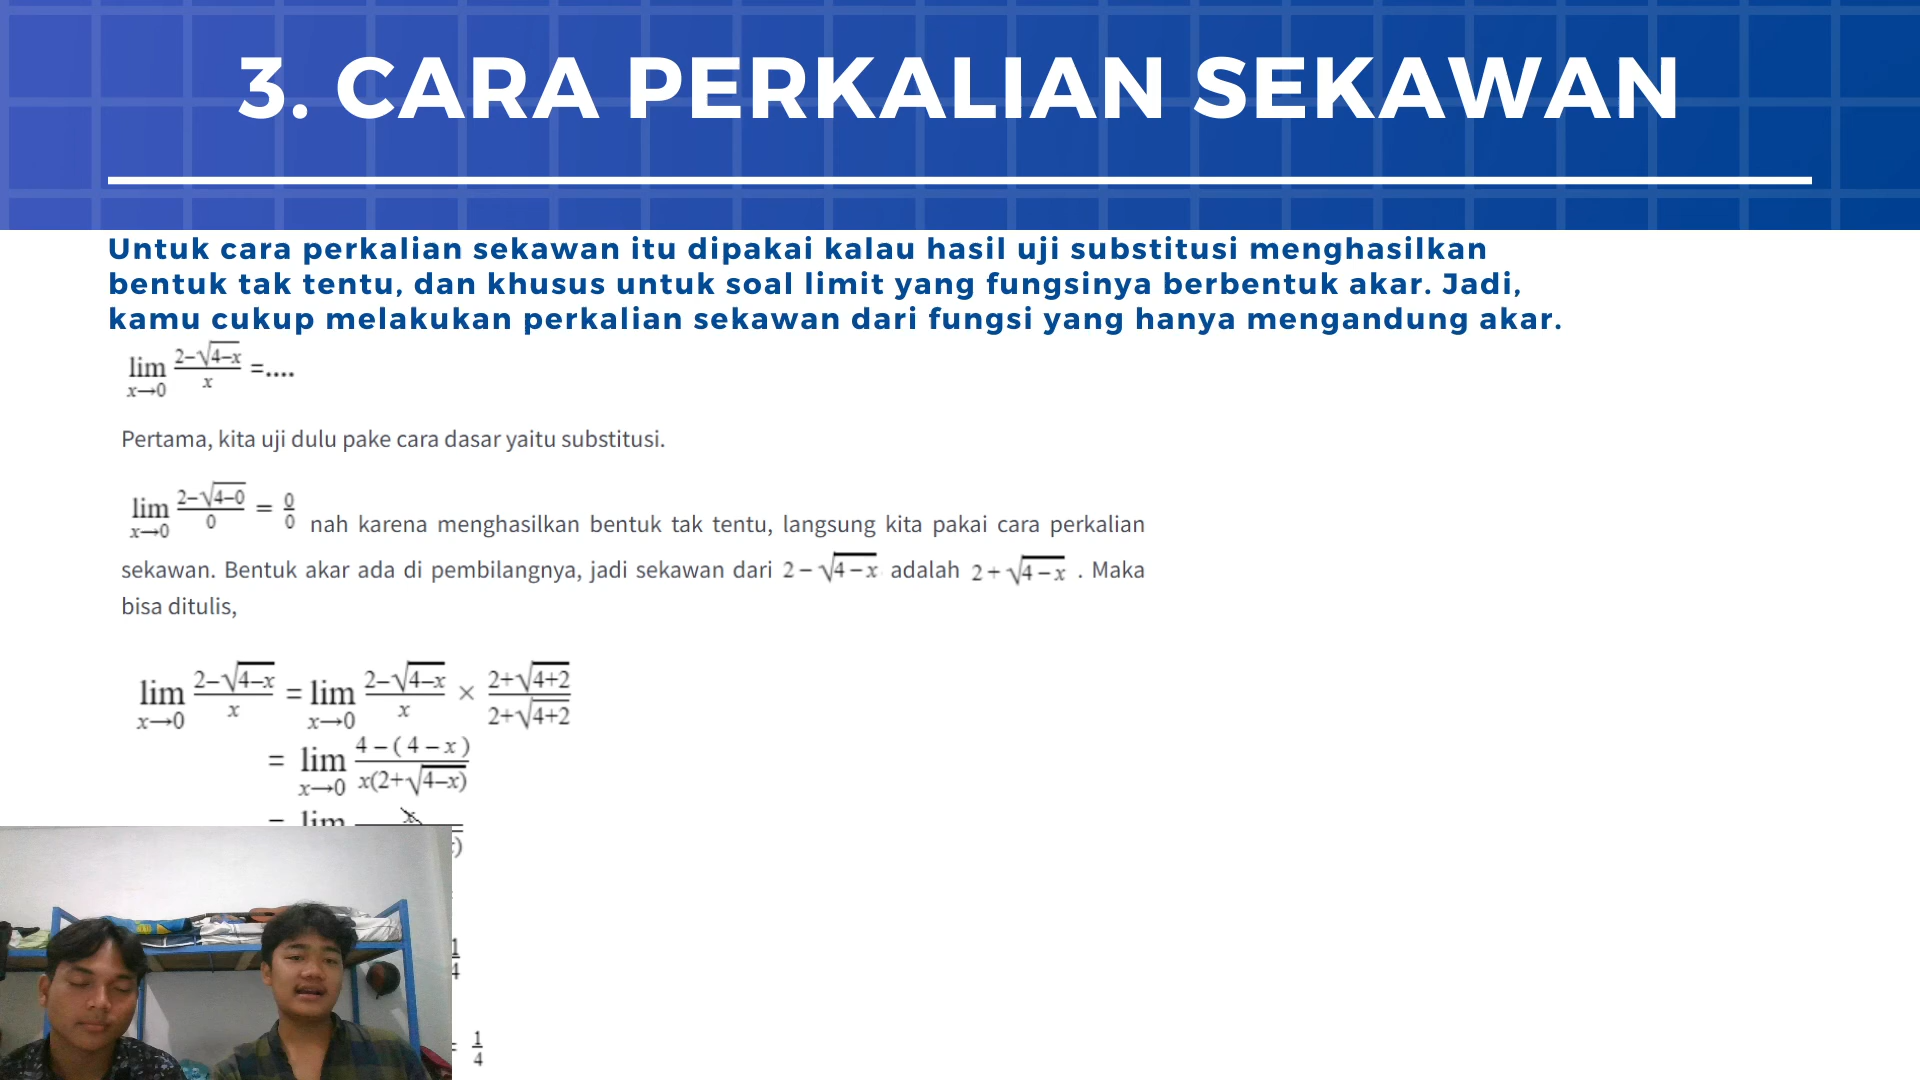 3. CARA PERKALIAN SEKAWAN
Untuk cara perkalian sekawan itu dipakai kalau hasil uji substitusi menghasilkan
bentuk tak tentu, dan khusus untuk soal limit yang fungsinya berbentuk akar. Jadi,
kamu cukup melakukan perkalian sekawan dari fungsi yang hanya mengandung akar.
lim x→0 (2−√(4−x))/x =....
Pertama, kita uji dulu pake cara dasar yaitu substitusi.
lim x→0 (2−√(4−0))/0 = 0/0 nah karena menghasilkan bentuk tak tentu, langsung kita pakai cara perkalian
sekawan. Bentuk akar ada di pembilangnya, jadi sekawan dari 2−√(4−x) adalah 2+√(4−x) . Maka
bisa ditulis,
lim x→0 (2−√(4−x))/x = lim x→0 (2−√(4−x))/x × (2+√(4+2))/(2+√(4+2))
= lim x→0 (4−(4−x))/(x(2+√(4−x)))
= lim x
)
1/4
= 1/4